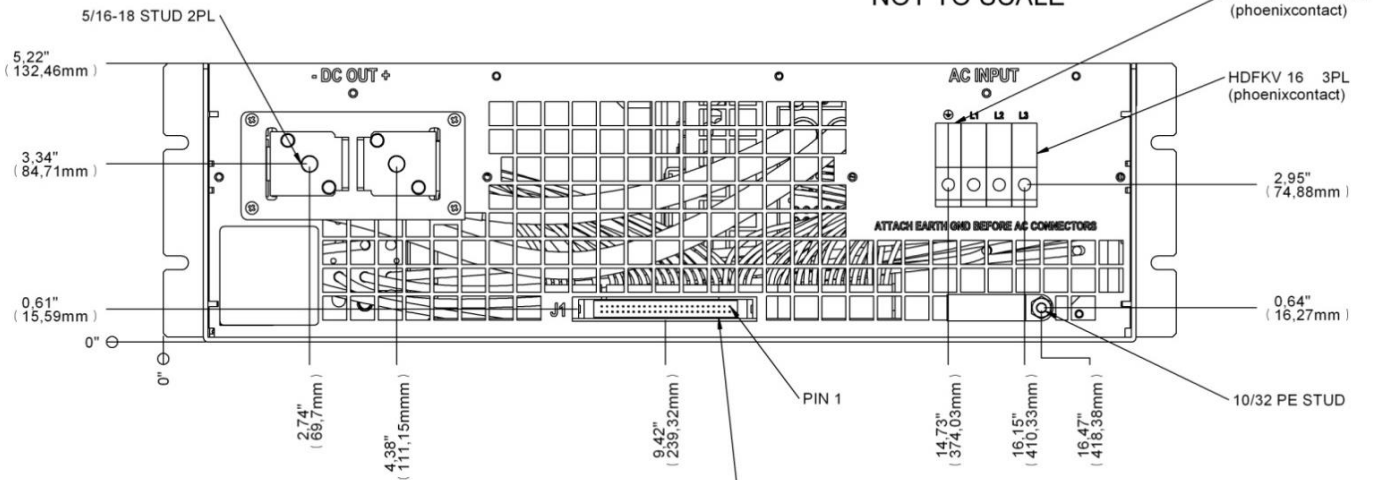 NOT TO SCALE
(phoenixcontact)
5/16-18 STUD 2PL
5,22"
( 132,46mm )
- DC OUT +
AC INPUT
HDFKV 16 3PL
(phoenixcontact)
L1 L2 L3
3,34"
( 84,71mm )
2,95"
( 74,88mm )
ATTACH EARTH GND BEFORE AC CONNECTORS
0,61"
( 15,59mm )
J1
0,64"
( 16,27mm )
0"
0"
PIN 1
10/32 PE STUD
2,74"
( 69,7mm )
4,38"
( 111,15mmmm )
9,42"
( 239,32mm )
14,73"
( 374,03mm )
16,15"
( 410,33mm )
16,47"
( 418,38mm )